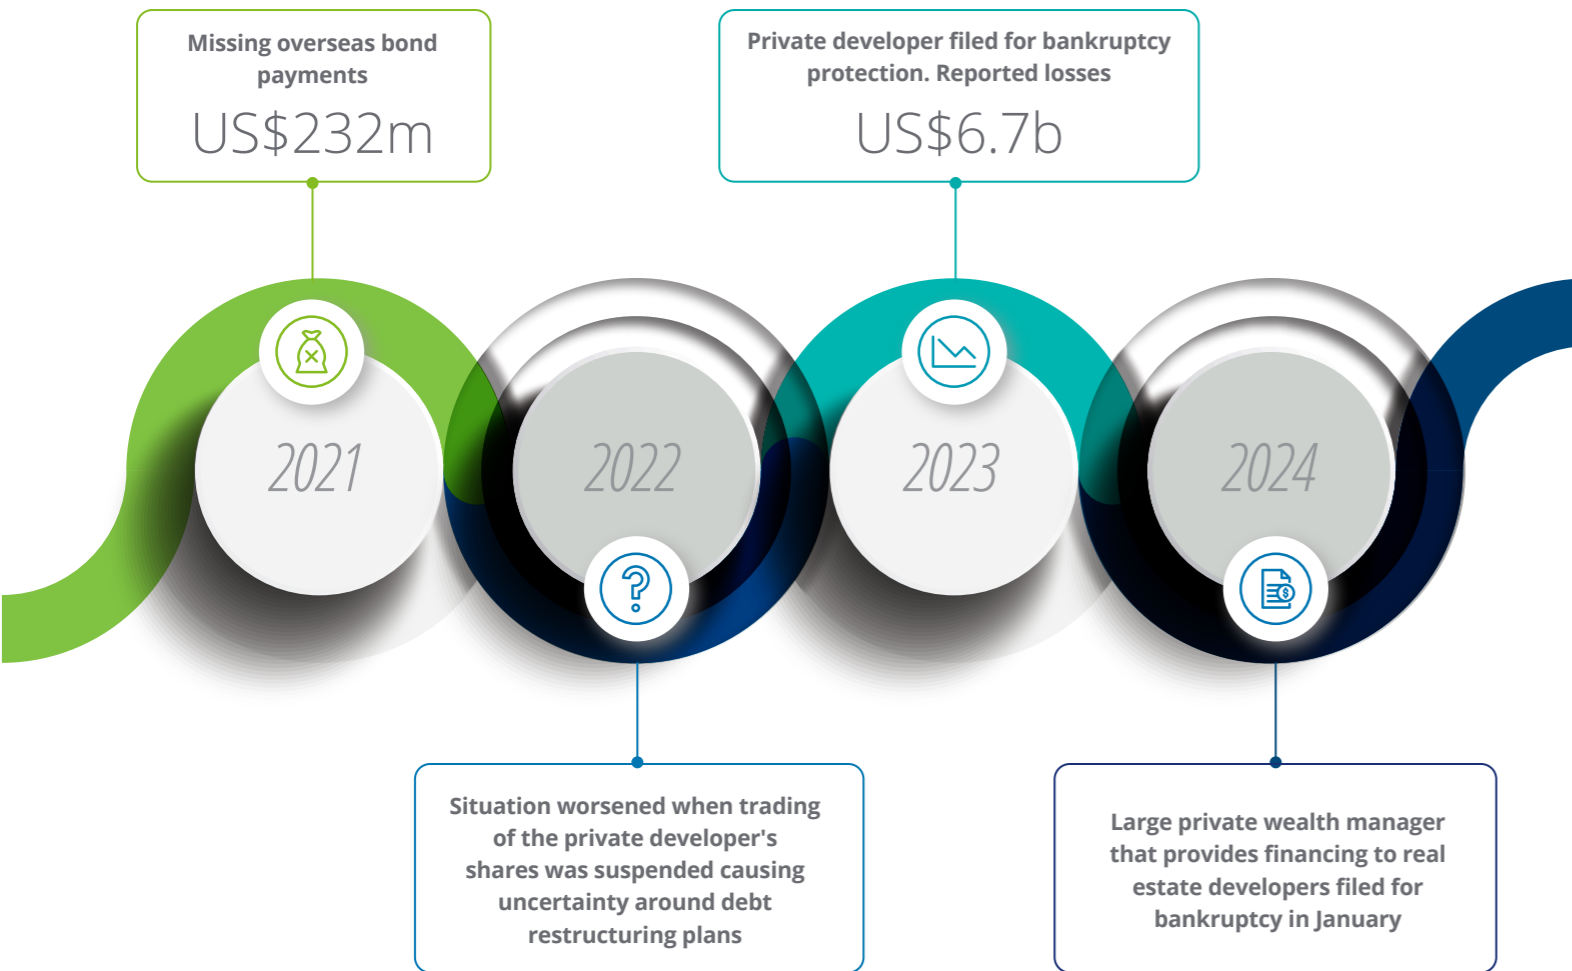 Missing overseas bond
payments
US$232m
Private developer filed for bankruptcy
protection. Reported losses
US$6.7b
2021
2022
2023
2024
Situation worsened when trading
of the private developer's
shares was suspended causing
uncertainty around debt
restructuring plans
Large private wealth manager
that provides financing to real
estate developers filed for
bankruptcy in January